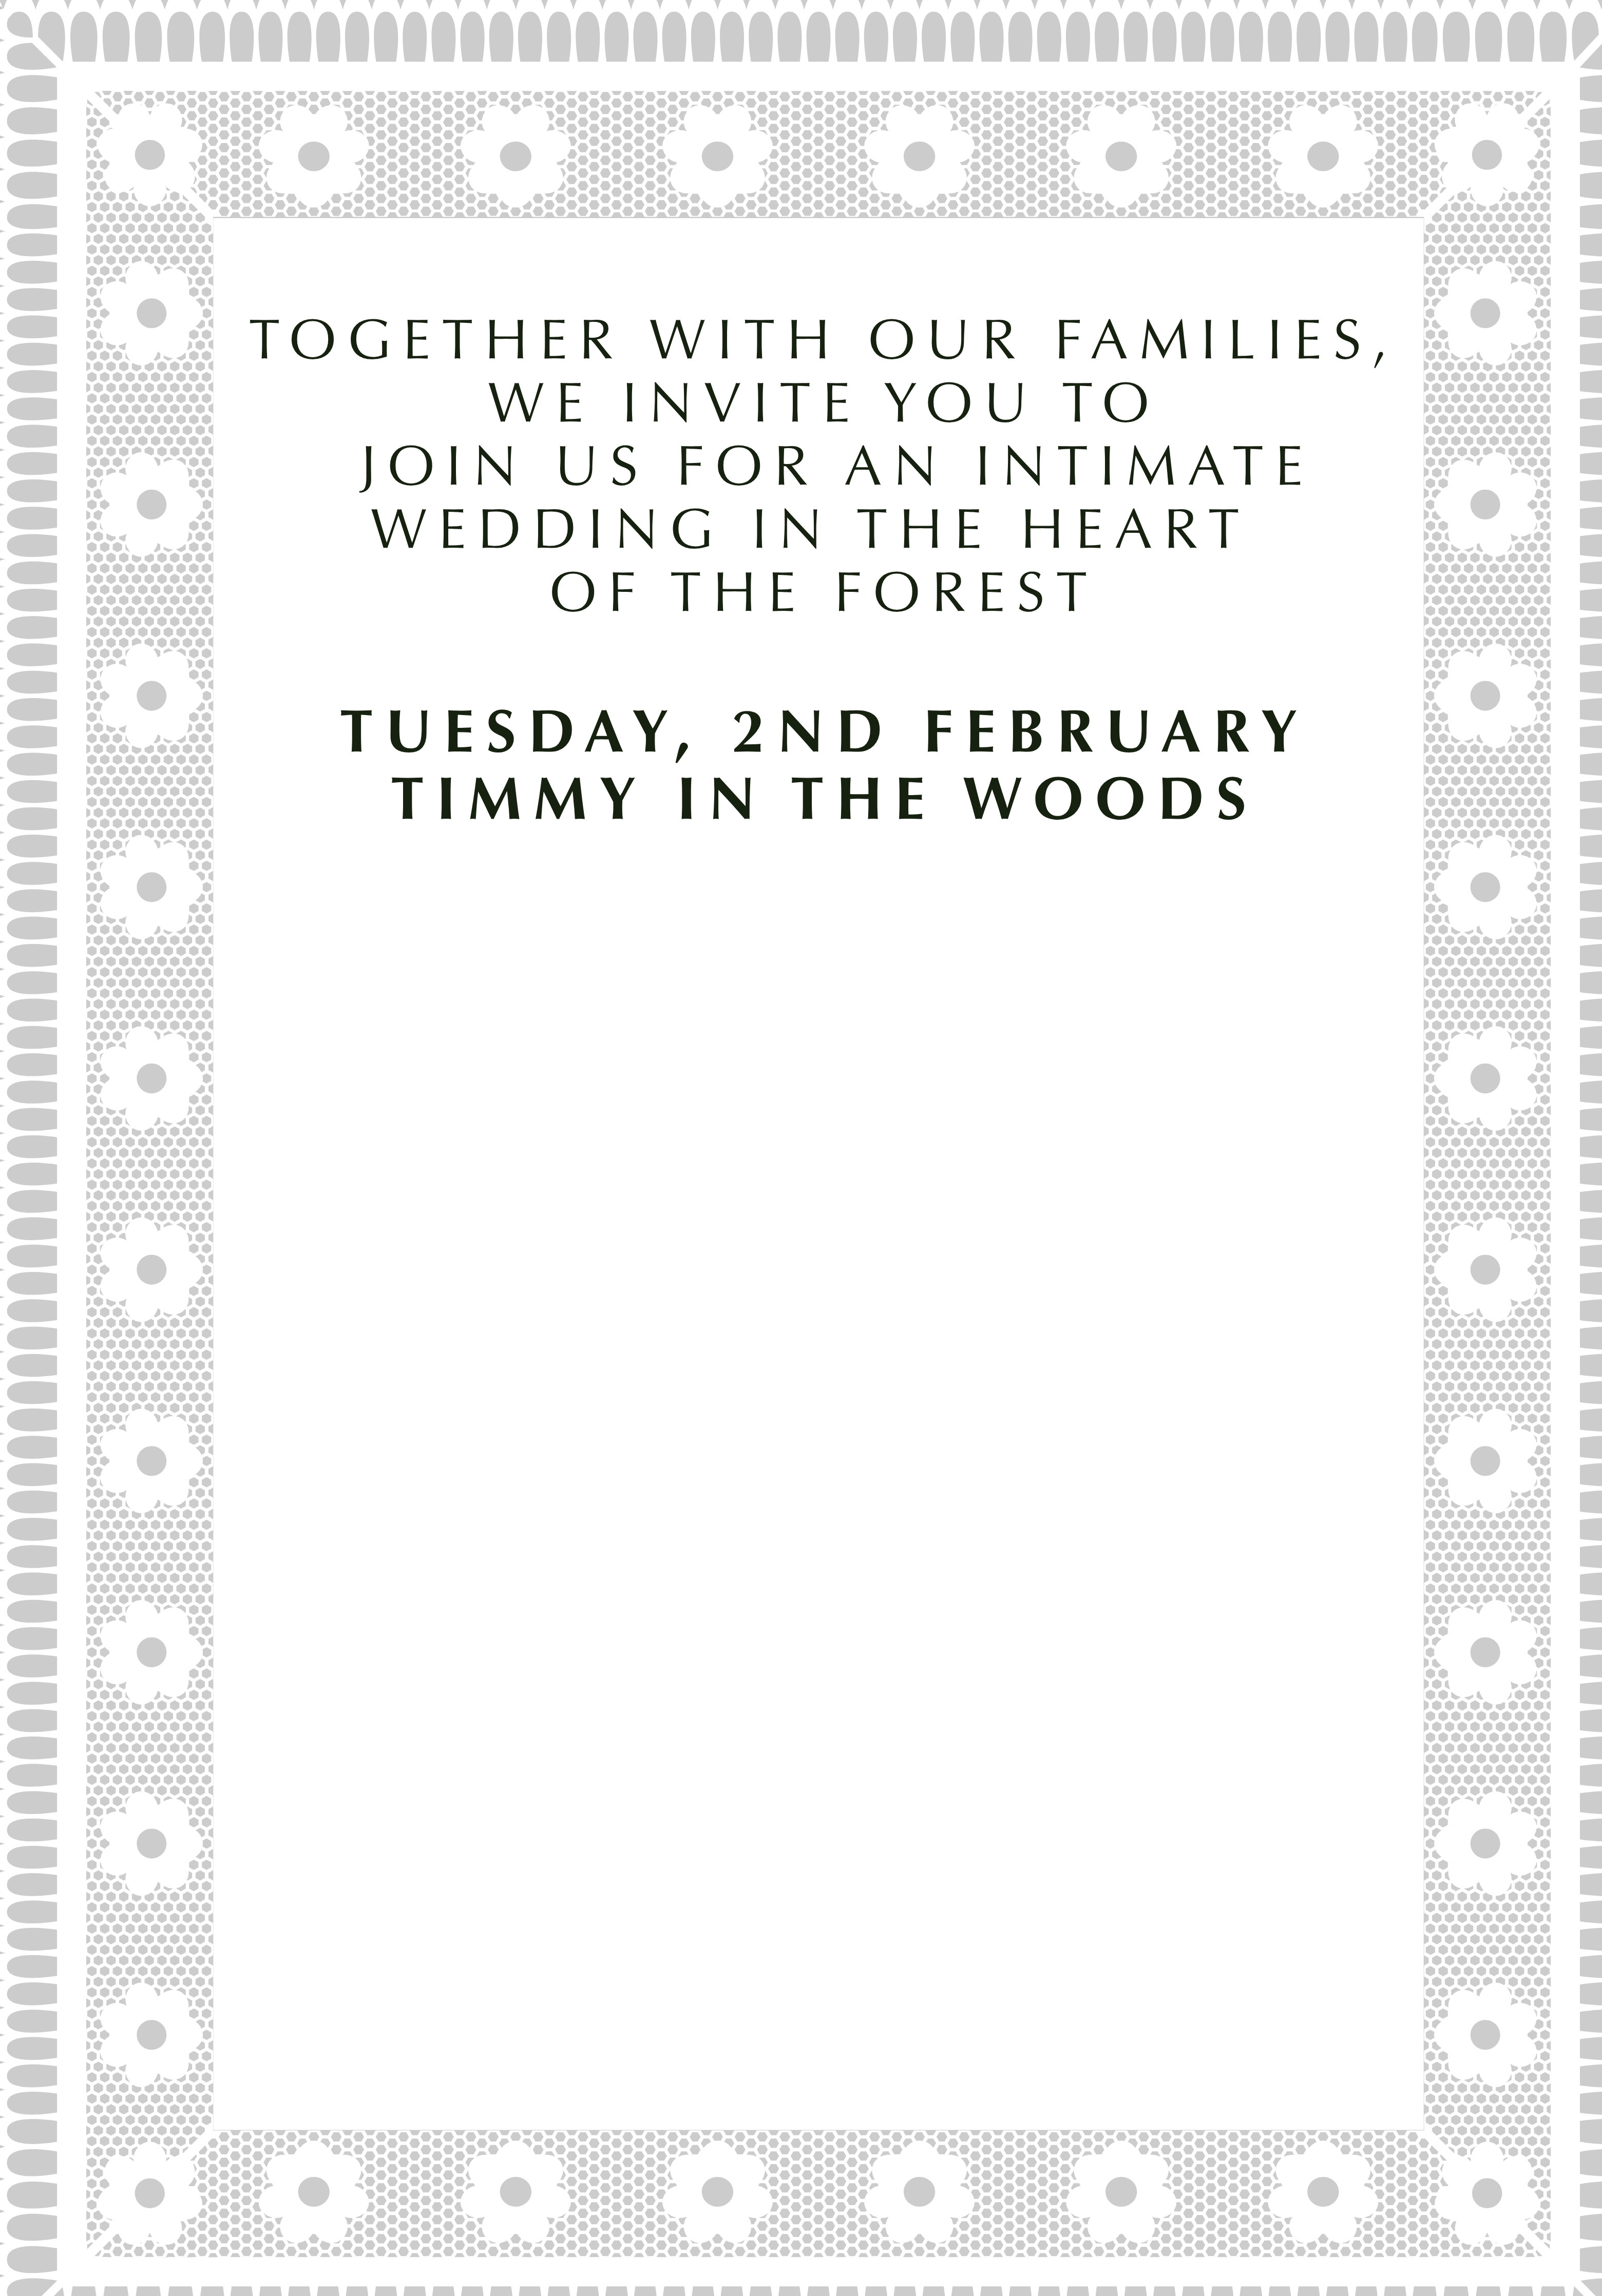 TOGETHER WITH OUR FAMILIES,
WE INVITE YOU TO
JOIN US FOR AN INTIMATE
WEDDING IN THE HEART
OF THE FOREST
TUESDAY, 2ND FEBRUARY
TIMMY IN THE WOODS